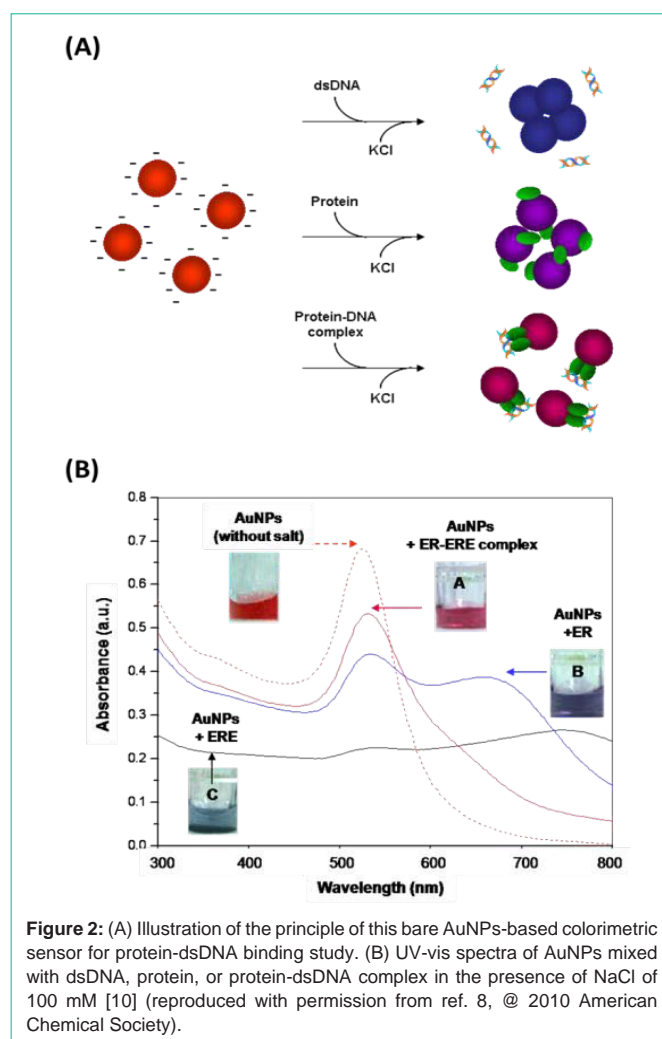 (A)
dsDNA
KCl
Protein
KCl
Protein-DNA
complex
KCl
(B)
AuNPs
(without salt)
AuNPs
+ ER-ERE complex
A
AuNPs
+ER
B
AuNPs
+ ERE
C
Absorbance (a.u.)
0.8
0.7
0.6
0.5
0.4
0.3
0.2
0.1
0.0
300
400
500
600
700
800
Wavelength (nm)
Figure 2: (A) Illustration of the principle of this bare AuNPs-based colorimetric
sensor for protein-dsDNA binding study. (B) UV-vis spectra of AuNPs mixed
with dsDNA, protein, or protein-dsDNA complex in the presence of NaCl of
100 mM [10] (reproduced with permission from ref. 8, @ 2010 American
Chemical Society).